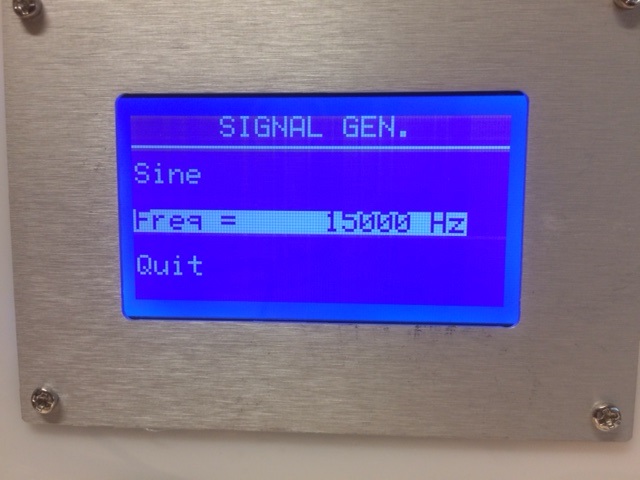 SIGNAL GEN.
Sine
Freq = 15000 Hz
Quit